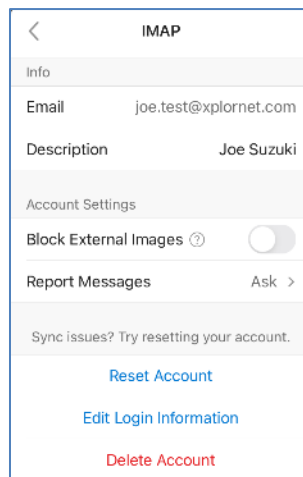 IMAP
Info
Email joe.test@xplornet.com
Description Joe Suzuki
Account Settings
Block External Images ?
Report Messages Ask >
Sync issues? Try resetting your account.
Reset Account
Edit Login Information
Delete Account